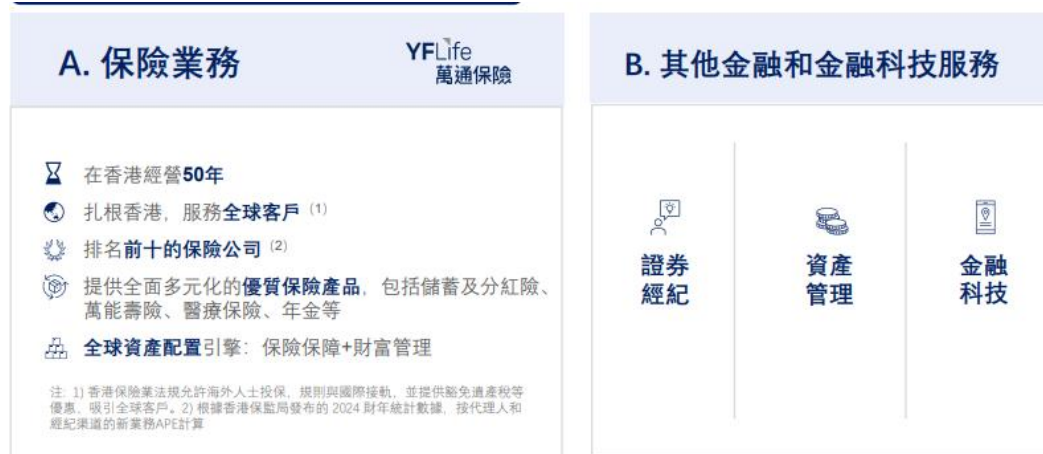 A. 保險業務
YFLife
萬通保險
在香港經營50年
扎根香港，服務全球客戶 (1)
排名前十的保險公司 (2)
提供全面多元化的優質保險產品，包括儲蓄及分紅險、
萬能壽險、醫療保險、年金等
全球資產配置引擎：保險保障+財富管理
注：1) 香港保險業法規允許海外人士投保，規則與國際接軌，並提供豁免遺產稅等
優惠，吸引全球客戶。2) 根據香港保監局發布的 2024 財年統計數據，按代理人和
經紀渠道的新業務APE計算
B. 其他金融和金融科技服務
證券
經紀
資產
管理
金融
科技